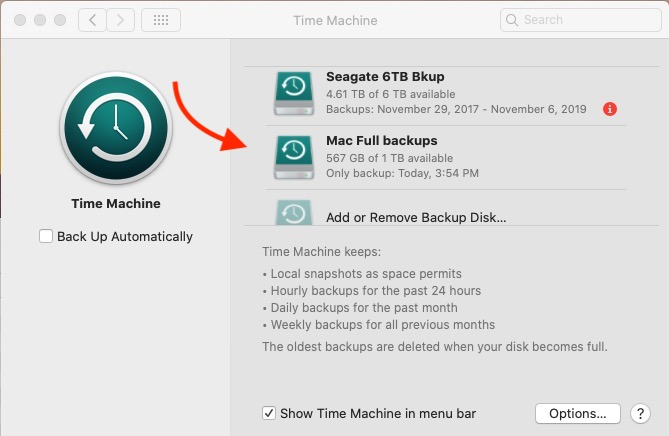 Time Machine
Search
Time Machine
Back Up Automatically
Seagate 6TB Bkup
4.61 TB of 6 TB available
Backups: November 29, 2017 - November 6, 2019
Mac Full backups
567 GB of 1 TB available
Only backup: Today, 3:54 PM
Add or Remove Backup Disk...
Time Machine keeps:
• Local snapshots as space permits
• Hourly backups for the past 24 hours
• Daily backups for the past month
• Weekly backups for all previous months
The oldest backups are deleted when your disk becomes full.
Show Time Machine in menu bar
Options...
?